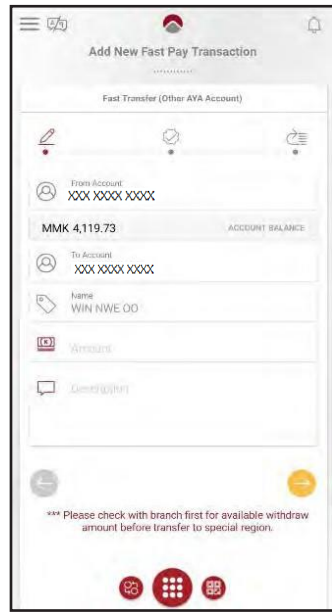 Add New Fast Pay Transaction
Fast Transfer (Other AYA Account)
From Account
XXX XXXX XXXX
MMK 4,119.73 ACCOUNT BALANCE
To Account
XXX XXXX XXXX
Name
WIN NWE OO
Amount
Description
*** Please check with branch first for available withdraw
amount before transfer to special region.